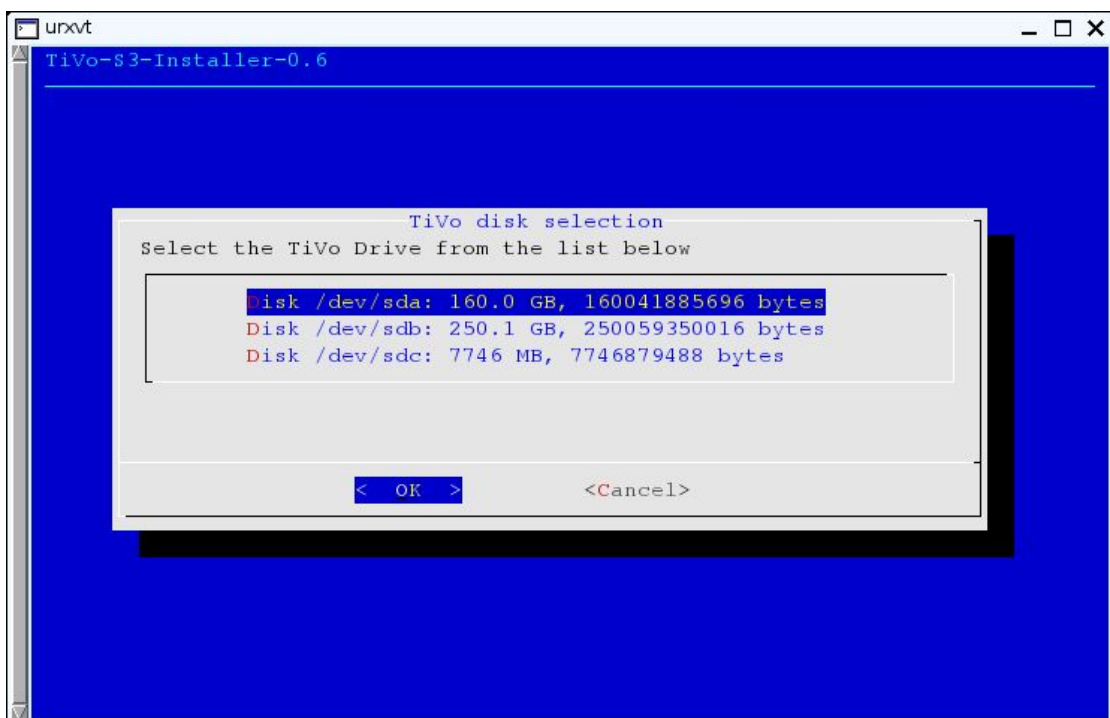 urxvt
TiVo-S3-Installer-0.6
TiVo disk selection
Select the TiVo Drive from the list below
Disk /dev/sda: 160.0 GB, 160041885696 bytes
Disk /dev/sdb: 250.1 GB, 250059350016 bytes
Disk /dev/sdc: 7746 MB, 7746879488 bytes
< OK > <Cancel>